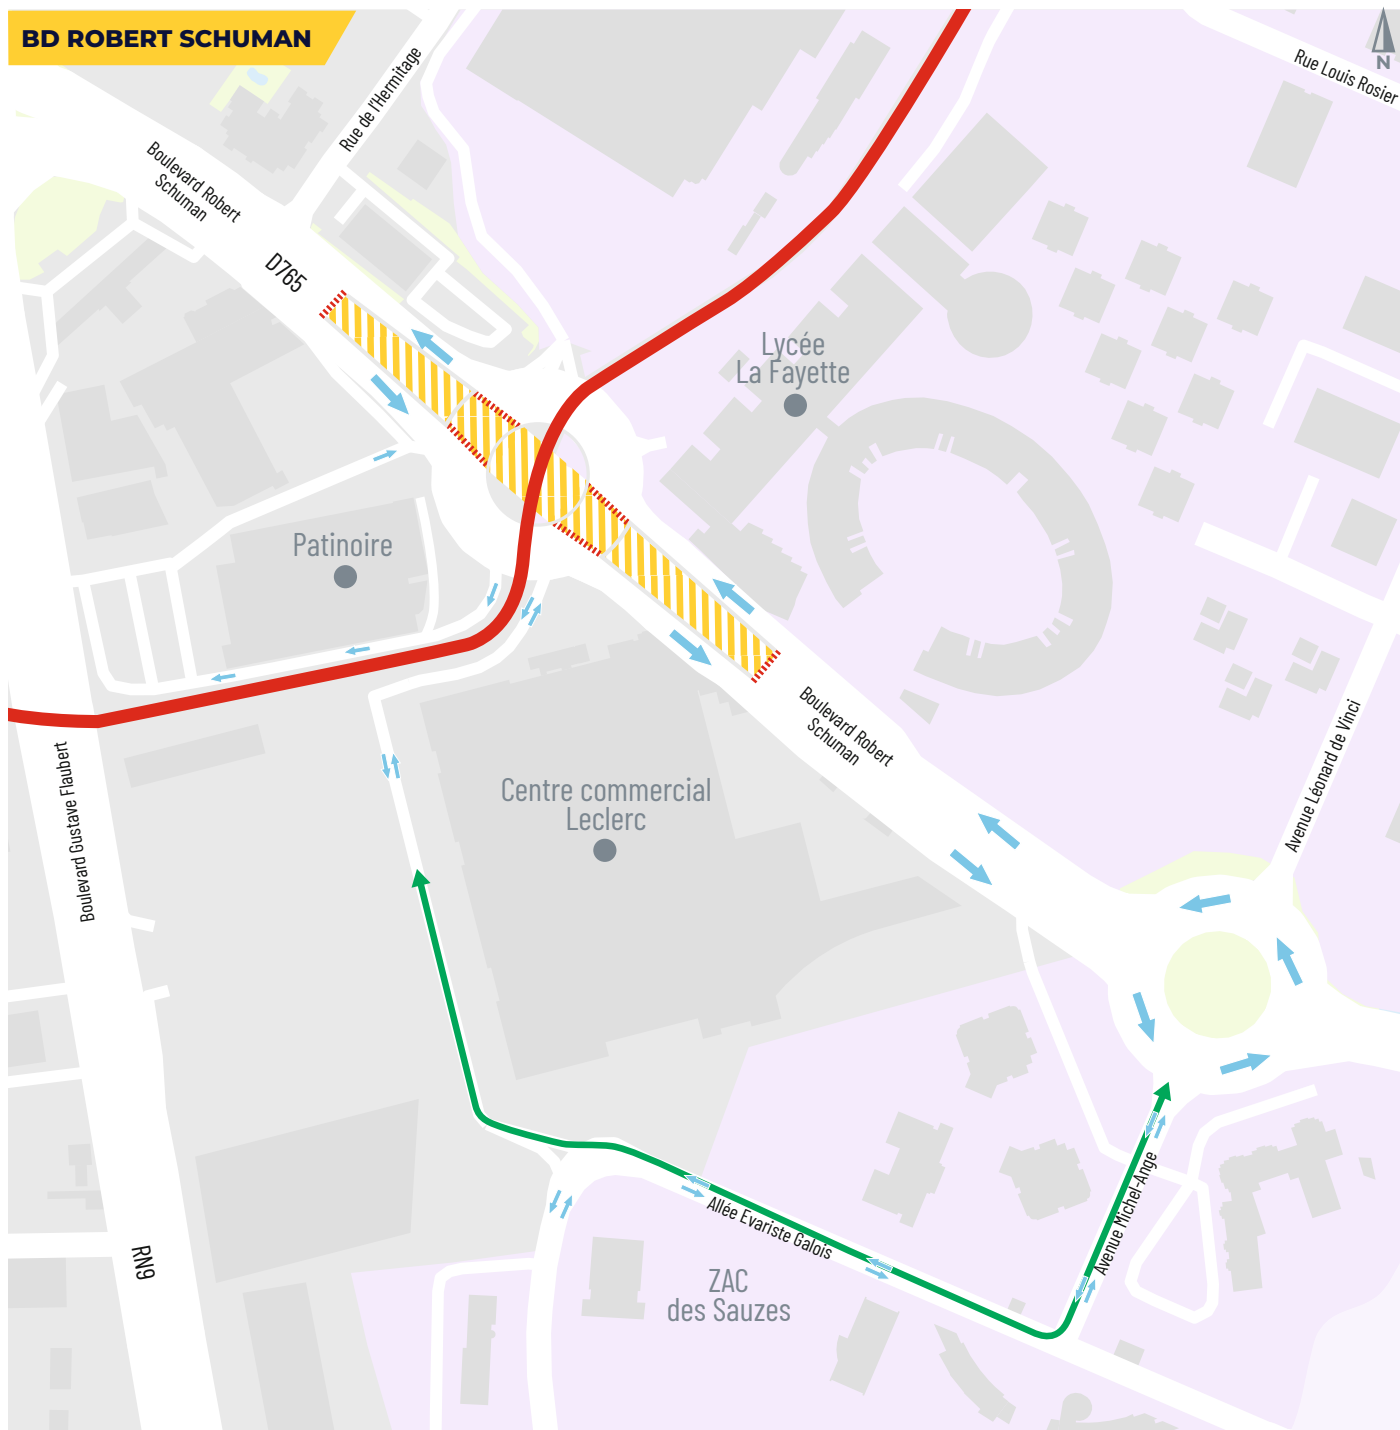 BD ROBERT SCHUMAN
N
Rue Louis Rosier
Rue de l'Hermitage
Boulevard Robert
Schuman
D765
Lycée
La Fayette
Patinoire
Boulevard Robert
Schuman
Avenue Léonard de Vinci
Boulevard Gustave Flaubert
Centre commercial
Leclerc
Avenue Michel-Ange
Allée Evariste Galois
RN9
ZAC
des Sauzes